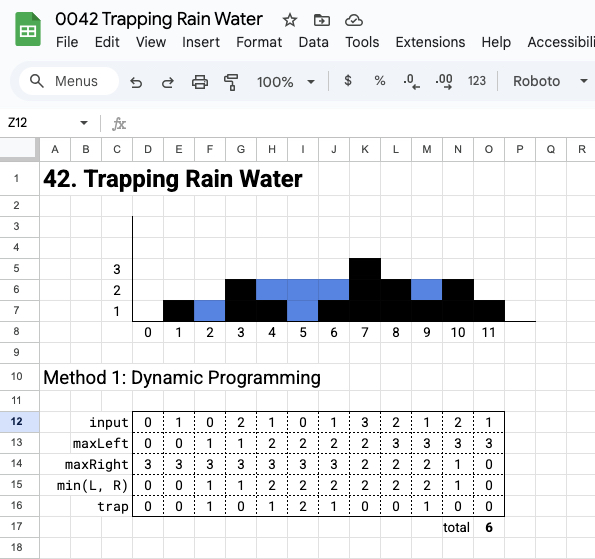 0042 Trapping Rain Water
File Edit View Insert Format Data Tools Extensions Help
Menus 100% $ % .0 .00 123 Roboto
Z12 fx
A B C D E F G H I J K L M N O P Q R
1 42. Trapping Rain Water
2
3
4
5 3
6 2
7 1
8 0 1 2 3 4 5 6 7 8 9 10 11
9
10 Method 1: Dynamic Programming
11
12 input 0 1 0 2 1 0 1 3 2 1 2 1
13 maxLeft 0 0 1 1 2 2 2 2 3 3 3 3
14 maxRight 3 3 3 3 3 3 3 2 2 2 1 0
15 min(L, R) 0 0 1 1 2 2 2 2 2 2 1 0
16 trap 0 0 1 0 1 2 1 0 0 1 0 0
17 total 6
18